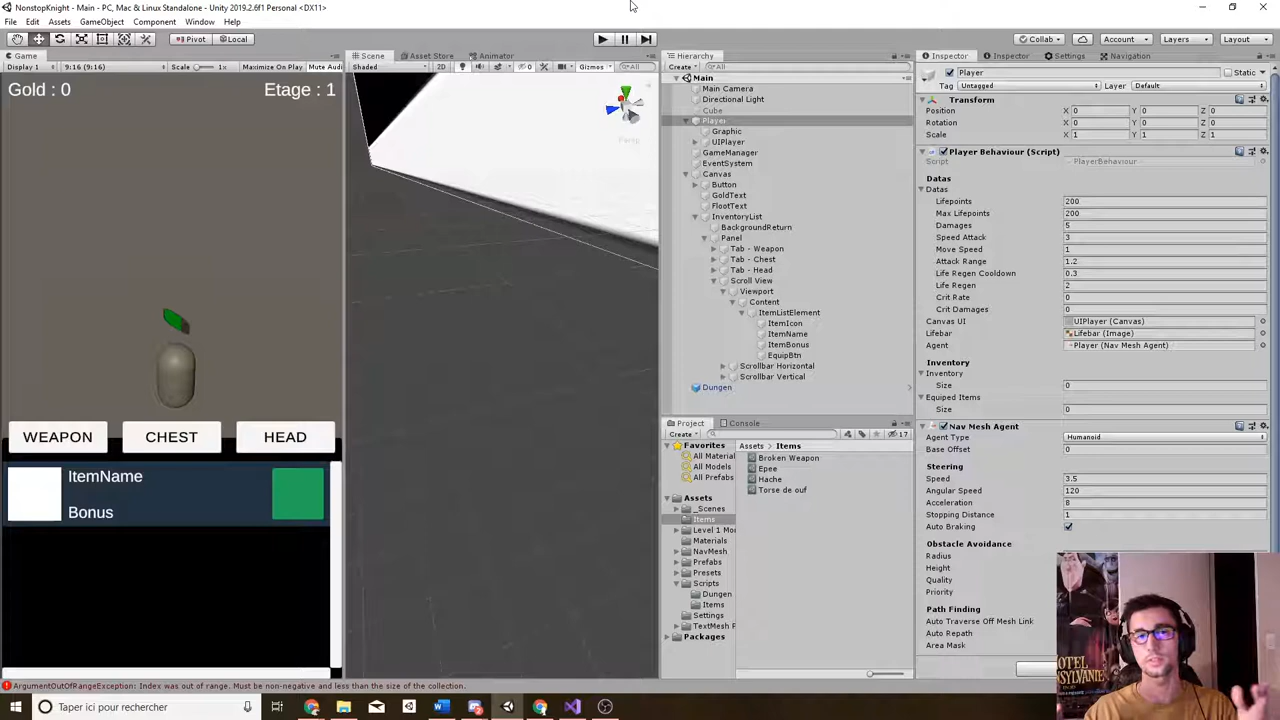 NonstopKnight - Main - PC, Mac & Linux Standalone - Unity 2019.2.6f1 Personal <DX11>
File Edit Assets GameObject Component Window Help
Pivot Local Collab Account Layers Layout
Game Scene Asset Store Animator Hierarchy Inspector Inspector Settings Navigation
Display 1 9:16 (9:16) Scale 1x Maximize On Play Mute Audi
Shaded 2D 0 Gizmos All
Create All
Gold : 0
Etage : 1
Persp
WEAPON CHEST HEAD
ItemName
Bonus
Main
Main Camera
Directional Light
Cube
Player
Graphic
UIPlayer
GameManager
EventSystem
Canvas
Button
GoldText
FlootText
InventoryList
BackgroundReturn
Panel
Tab - Weapon
Tab - Chest
Tab - Head
Scroll View
Viewport
Content
ItemListElement
ItemIcon
ItemName
ItemBonus
EquipBtn
Scrollbar Horizontal
Scrollbar Vertical
Dungen
Project Console
Create 17
Favorites
All Material
All Models
All Prefabs
Assets
_Scenes
Items
Level 1 Mo
Materials
NavMesh
Prefabs
Presets
Scripts
Dungen
Items
Settings
TextMesh P
Packages
Assets Items
Broken Weapon
Epee
Hache
Torse de ouf
Player Static
Tag Untagged Layer Default
Transform
Position X 0 Y 0 Z 0
Rotation X 0 Y 0 Z 0
Scale X 1 Y 1 Z 1
Player Behaviour (Script)
Script PlayerBehaviour
Datas
Datas
Lifepoints 200
Max Lifepoints 200
Damages 5
Speed Attack 3
Move Speed 1
Attack Range 1.2
Life Regen Cooldown 0.3
Life Regen 2
Crit Rate 0
Crit Damages 0
Canvas UI UIPlayer (Canvas)
Lifebar Lifebar (Image)
Agent Player (Nav Mesh Agent)
Inventory
Inventory
Size 0
Equiped Items
Size 0
Nav Mesh Agent
Agent Type Humanoid
Base Offset 0
Steering
Speed 3.5
Angular Speed 120
Acceleration 8
Stopping Distance 1
Auto Braking
Obstacle Avoidance
Radius
Height
Quality
Priority
Path Finding
Auto Traverse Off Mesh Link
Auto Repath
Area Mask
ArgumentOutOfRangeException: Index was out of range. Must be non-negative and less than the size of the collection.
Taper ici pour rechercher